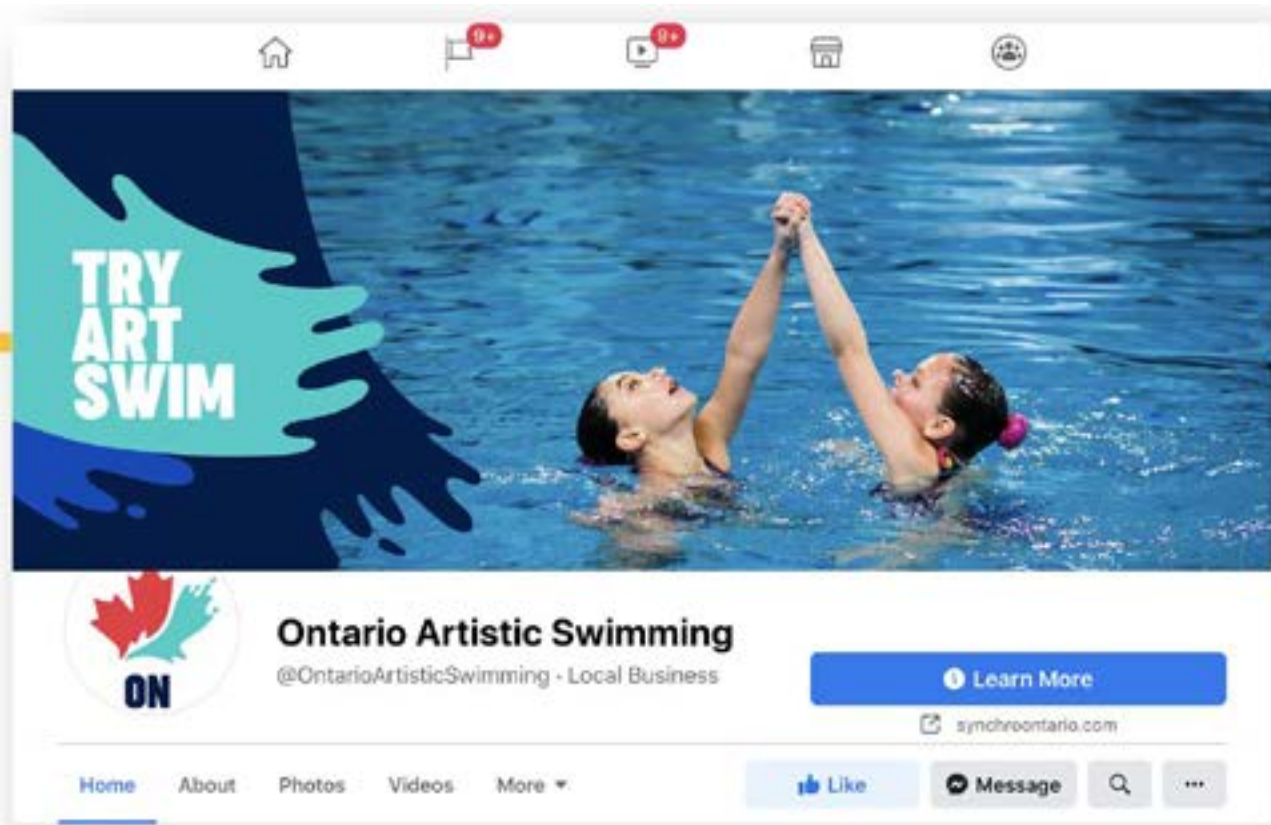 9+
9+
TRY
ART
SWIM
ON
Ontario Artistic Swimming
@OntarioArtisticSwimming · Local Business
Learn More
synchroontario.com
Home About Photos Videos More
Like Message